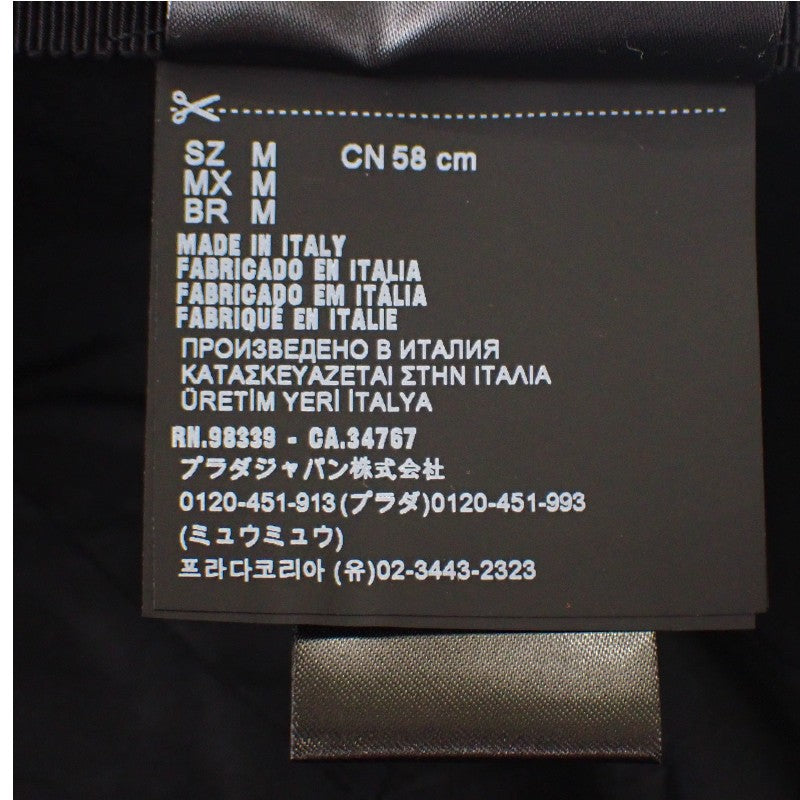 SZ M CN 58 cm
MX M
BR M
MADE IN ITALY
FABRICADO EN ITALIA
FABRICADO EM ITÁLIA
FABRIQUÉ EN ITALIE
ПРОИЗВЕДЕНО В ИТАЛИЯ
ΚΑΤΑΣΚΕΥΑΖΕΤΑΙ ΣΤΗΝ ΙΤΑΛΙΑ
ÜRETİM YERİ İTALYA
RN.98339 - CA.34767
プラダジャパン株式会社
0120-451-913(プラダ)0120-451-993
(ミュウミュウ)
프라다코리아 (유)02-3443-2323